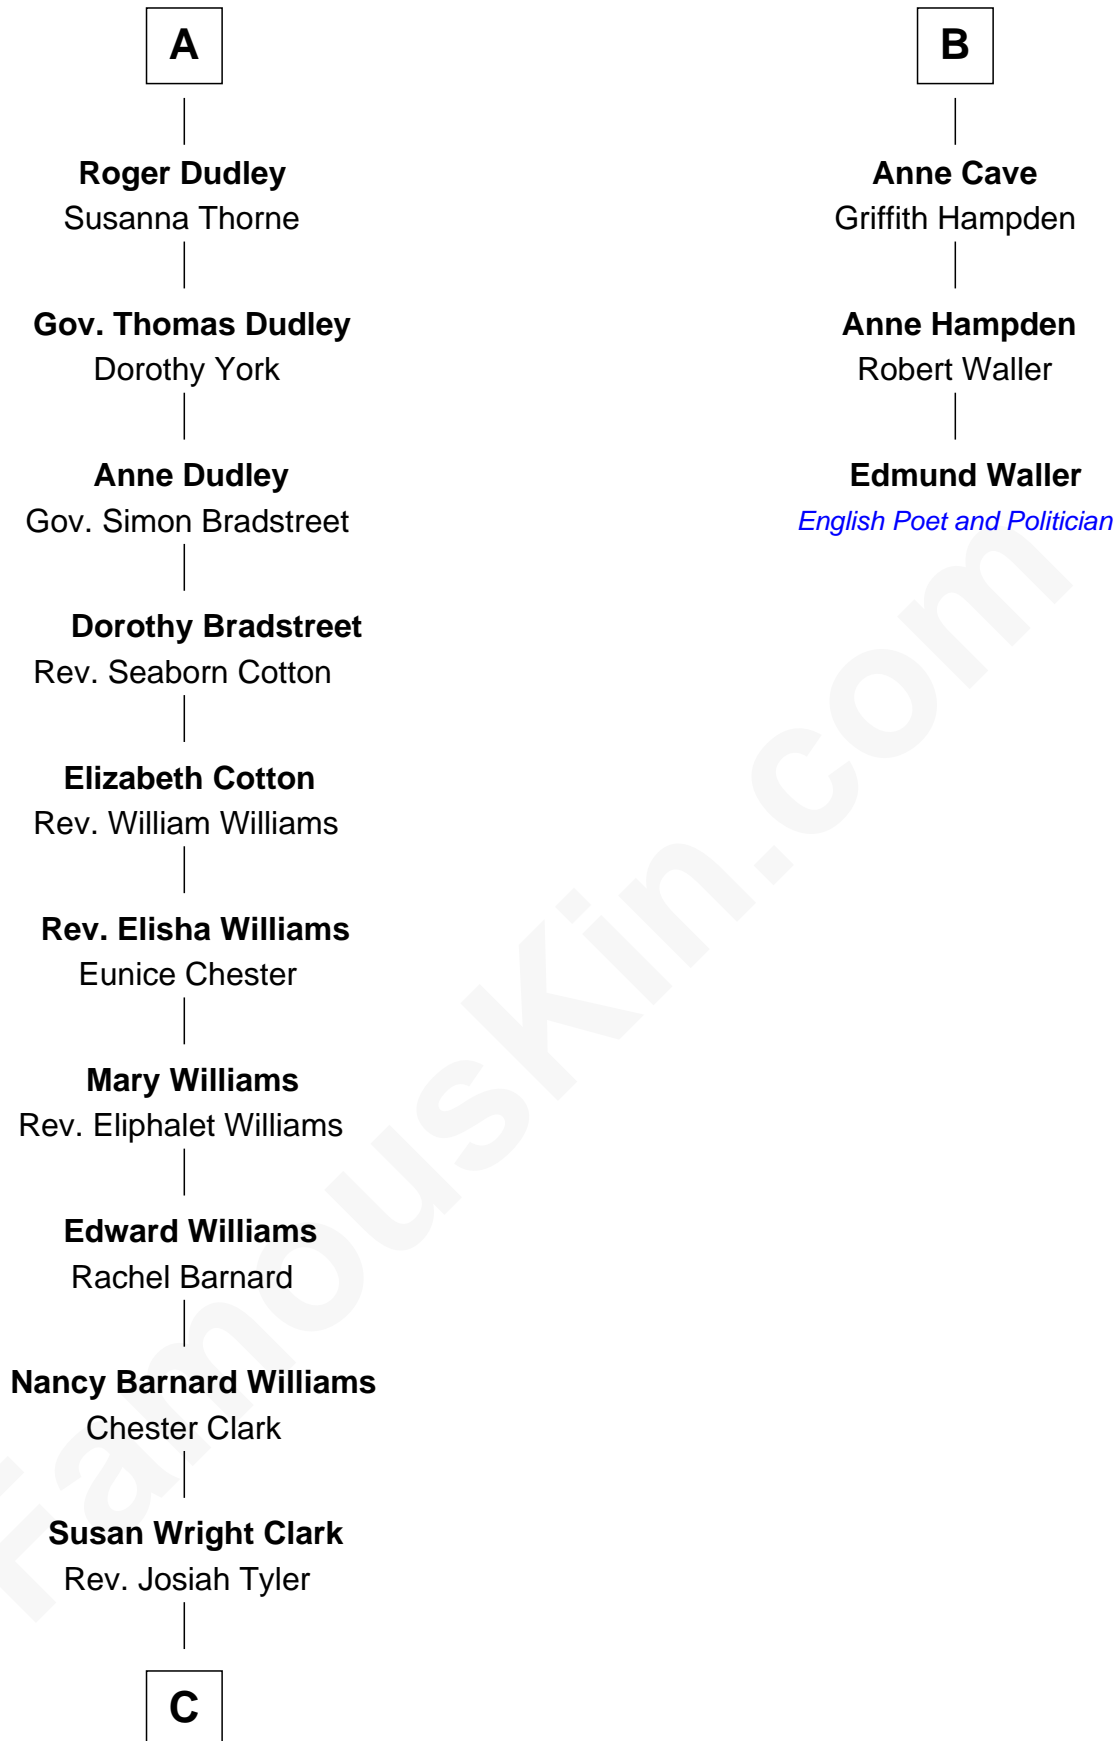 A
Roger Dudley
Susanna Thorne
Gov. Thomas Dudley
Dorothy York
Anne Dudley
Gov. Simon Bradstreet
Dorothy Bradstreet
Rev. Seaborn Cotton
Elizabeth Cotton
Rev. William Williams
Rev. Elisha Williams
Eunice Chester
Mary Williams
Rev. Eliphalet Williams
Edward Williams
Rachel Barnard
Nancy Barnard Williams
Chester Clark
Susan Wright Clark
Rev. Josiah Tyler
C
B
Anne Cave
Griffith Hampden
Anne Hampden
Robert Waller
Edmund Waller
English Poet and Politician
FamousKin.com